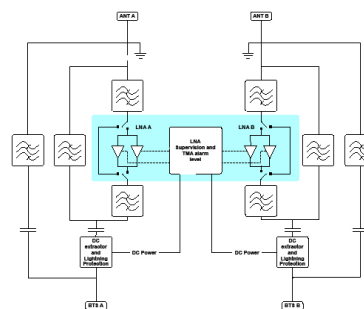 ANT A
ANT B
LNA A
LNA
Supervision and
TMA alarm
level
LNA B
DC
extractor
and
Lightning
Protection
DC Power
DC Power
DC
extractor
and
Lightning
Protection
BTS A
BTS B